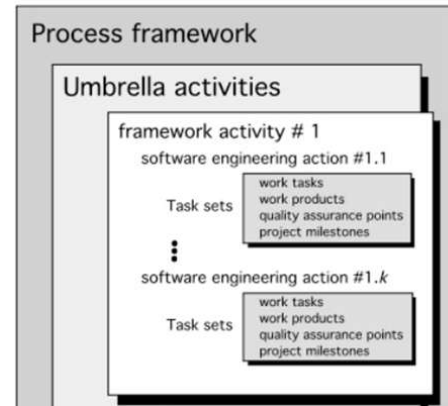 Process framework
Umbrella activities
framework activity # 1
software engineering action #1.1
Task sets
work tasks
work products
quality assurance points
project milestones
software engineering action #1.k
Task sets
work tasks
work products
quality assurance points
project milestones